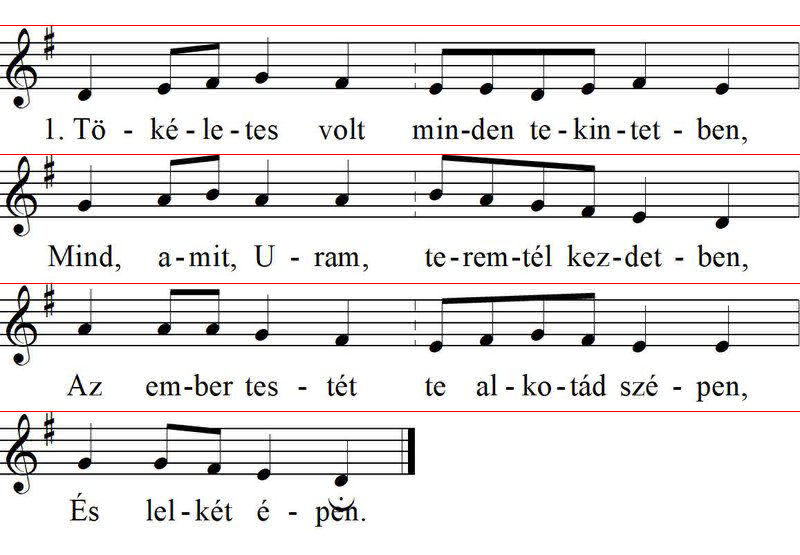 1. Tö - ké - le - tes volt min - den te - kin - tet - ben,
Mind, a - mit, U - ram, te - rem - tél kez - det - ben,
Az em - ber tes - tét te al - ko - tád szé - pen,
És lel - két é - pen.